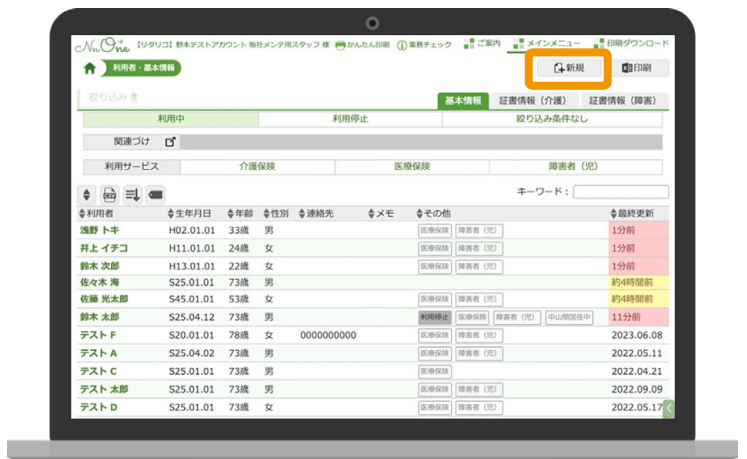 NuOne 【リタリコ】野本テストアカウント 販社メンテ用スタッフ 様 かんたん印刷 業務チェック ご案内 メインメニュー 印刷ダウンロード
利用者・基本情報 新規 印刷
絞り込み
基本情報 証書情報（介護） 証書情報（障害）
利用中 利用停止 絞り込み条件なし
関連づけ
利用サービス 介護保険 医療保険 障害者（児）
キーワード：
利用者 生年月日 年齢 性別 連絡先 メモ その他 最終更新
浅野 トキ H02.01.01 33歳 男 医療保険 障害者（児） 1分前
井上 イチコ H11.01.01 24歳 女 医療保険 障害者（児） 1分前
鈴木 次郎 H13.01.01 22歳 女 医療保険 障害者（児） 1分前
佐々木 海 S25.01.01 73歳 男 約4時間前
佐藤 光太郎 S45.01.01 53歳 女 医療保険 障害者（児） 約4時間前
鈴木 太郎 S25.04.12 73歳 男 利用停止 医療保険 障害者（児） 中山間居住中 11分前
テスト F S20.01.01 78歳 女 0000000000 医療保険 障害者（児） 2023.06.08
テスト A S25.04.02 73歳 男 医療保険 障害者（児） 2022.05.11
テスト C S25.01.01 73歳 男 医療保険 2022.04.21
テスト 太郎 S25.01.01 73歳 男 医療保険 障害者（児） 2022.09.09
テスト D S25.01.01 73歳 女 医療保険 障害者（児） 2022.05.17